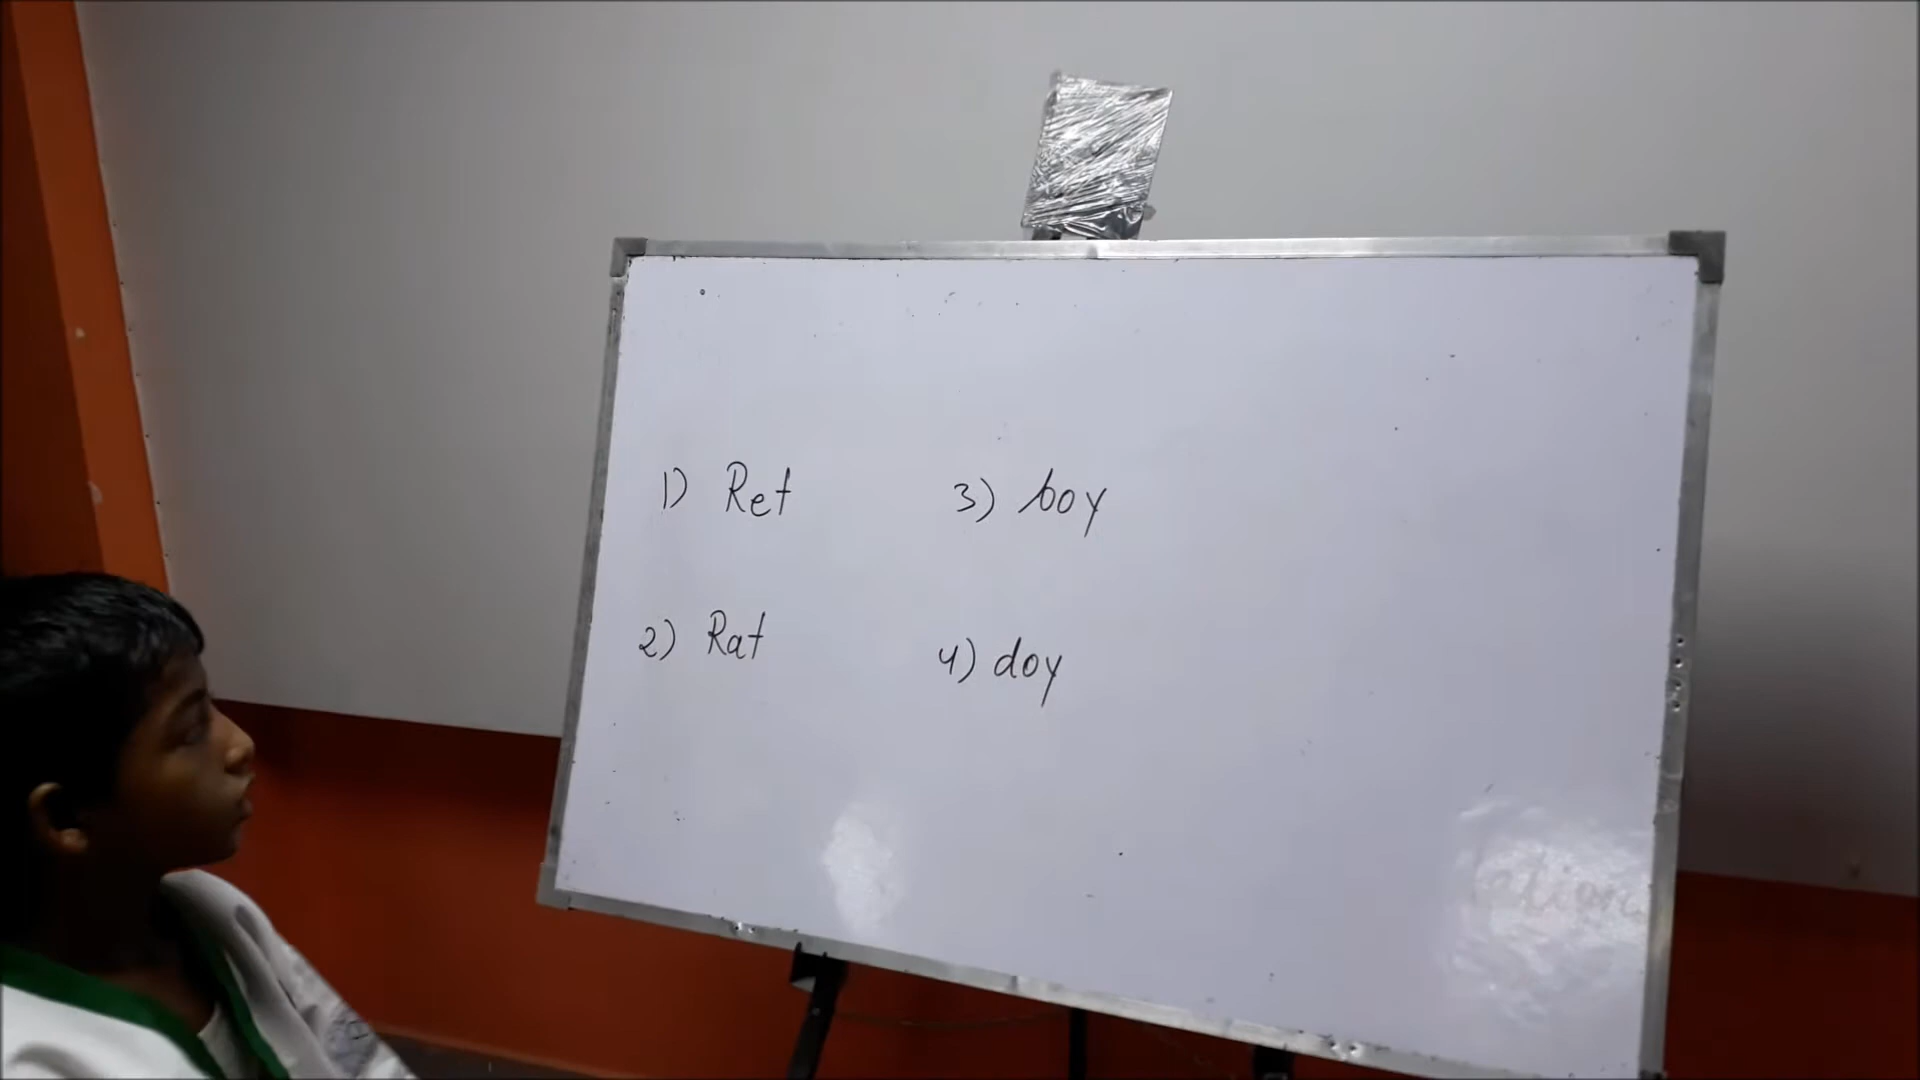 1) Ret
2) Rat
3) boy
4) doy